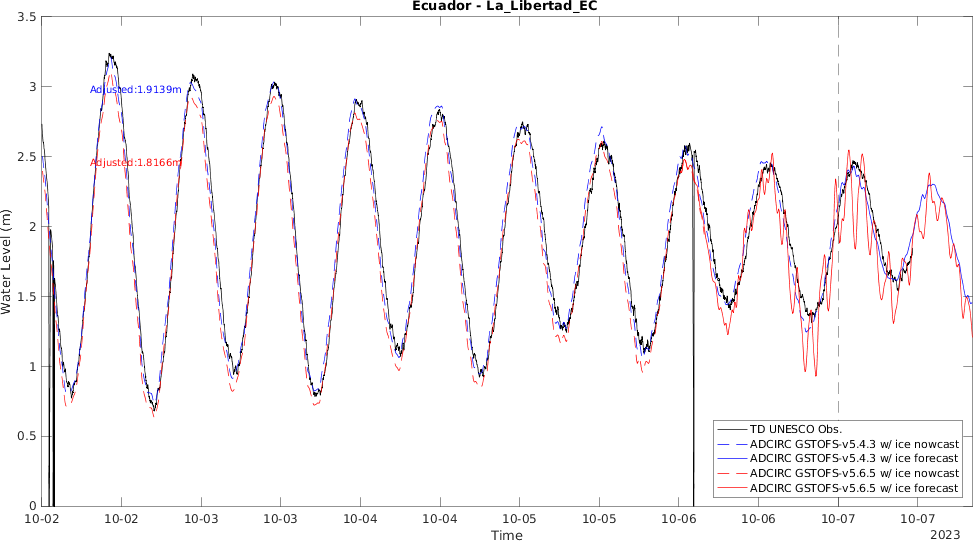 Ecuador - La_Libertad_EC
3.5
3
2.5
2
1.5
1
0.5
0
Water Level (m)
Adjusted:1.9139m
Adjusted:1.8166m
TD UNESCO Obs.
ADCIRC GSTOFS-v5.4.3 w/ ice nowcast
ADCIRC GSTOFS-v5.4.3 w/ ice forecast
ADCIRC GSTOFS-v5.6.5 w/ ice nowcast
ADCIRC GSTOFS-v5.6.5 w/ ice forecast
10-02 10-02 10-03 10-03 10-04 10-04 10-05 10-05 10-06 10-06 10-07 10-07
Time
2023